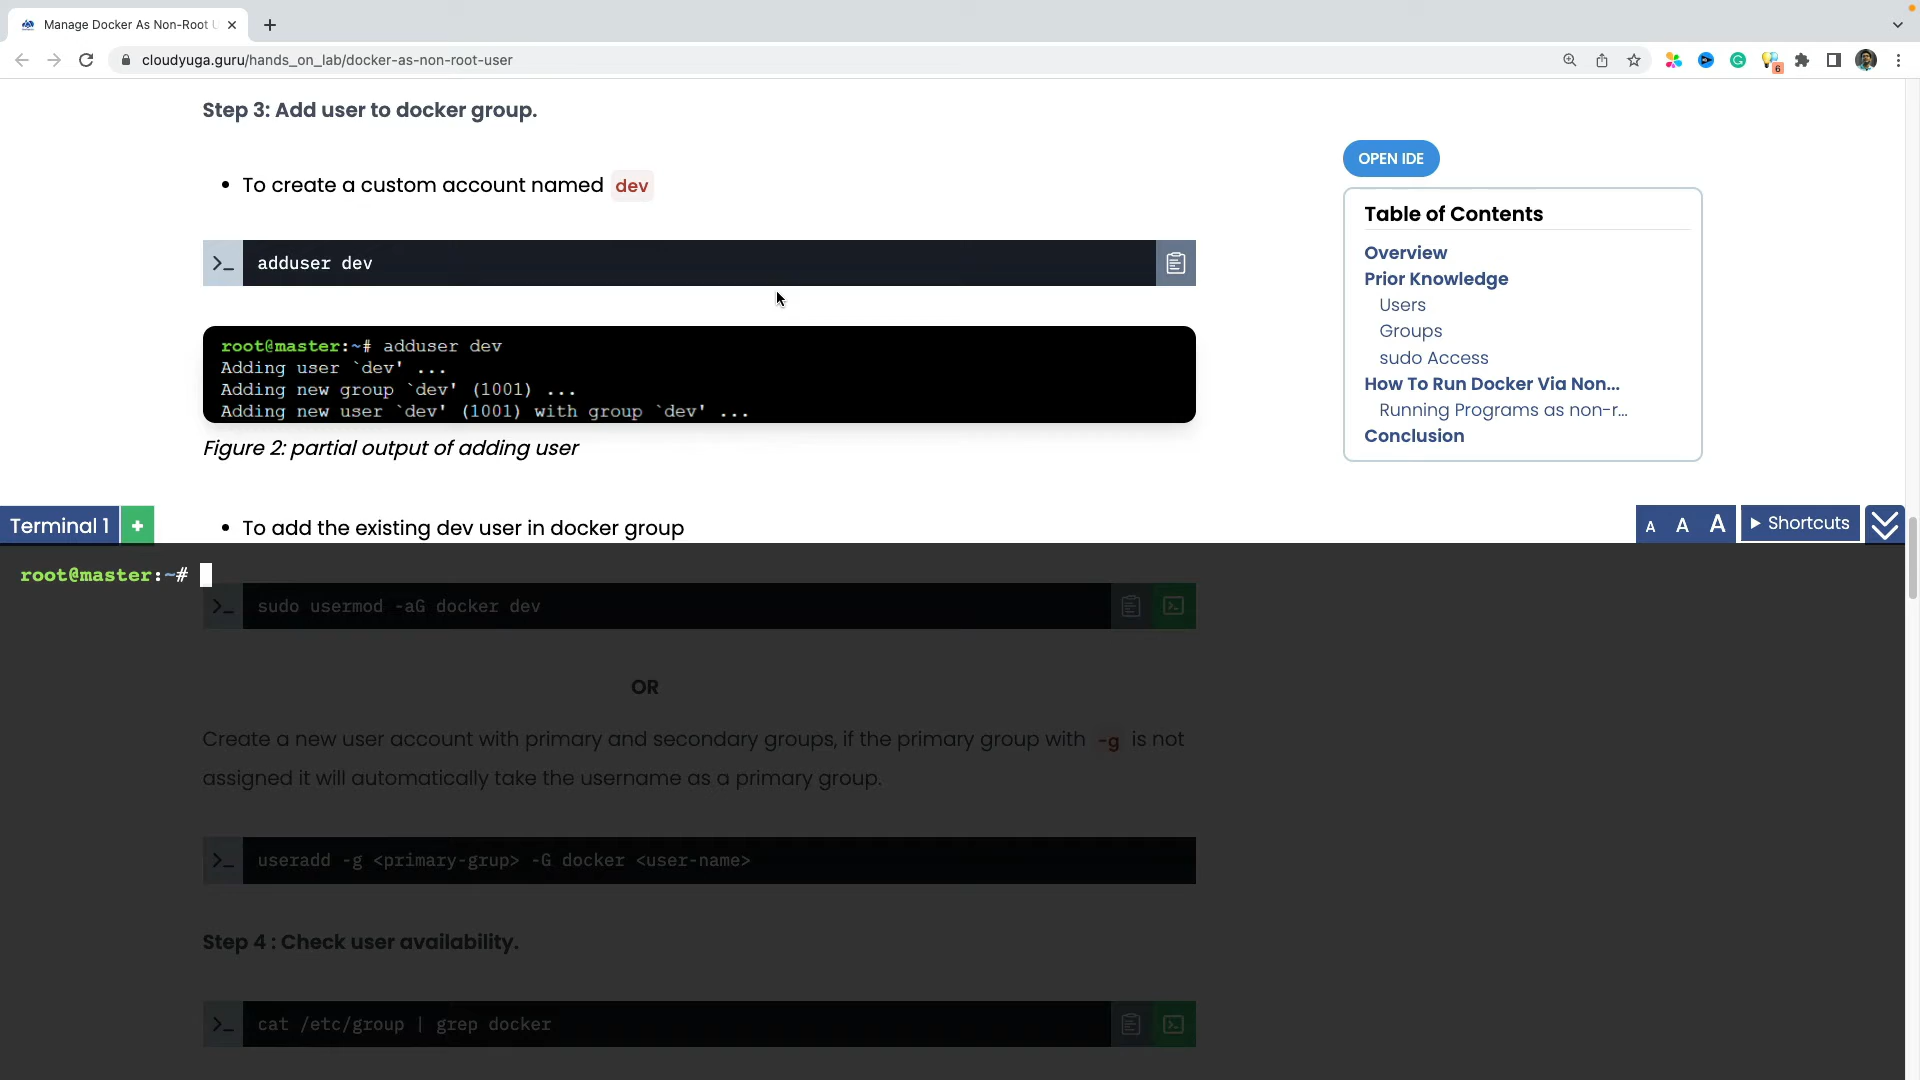 Manage Docker As Non-Root U
cloudyuga.guru/hands_on_lab/docker-as-non-root-user
6
Step 3: Add user to docker group.
To create a custom account named dev
>_ adduser dev
root@master:~# adduser dev
Adding user `dev' ...
Adding new group `dev' (1001) ...
Adding new user `dev' (1001) with group `dev' ...
Figure 2: partial output of adding user
To add the existing dev user in docker group
OPEN IDE
Table of Contents
Overview
Prior Knowledge
Users
Groups
sudo Access
How To Run Docker Via Non...
Running Programs as non-r...
Conclusion
Terminal 1 +
A A A Shortcuts
root@master:~#
>_ sudo usermod -aG docker dev
OR
Create a new user account with primary and secondary groups, if the primary group with -g is not
assigned it will automatically take the username as a primary group.
>_ useradd -g <primary-grup> -G docker <user-name>
Step 4 : Check user availability.
>_ cat /etc/group | grep docker